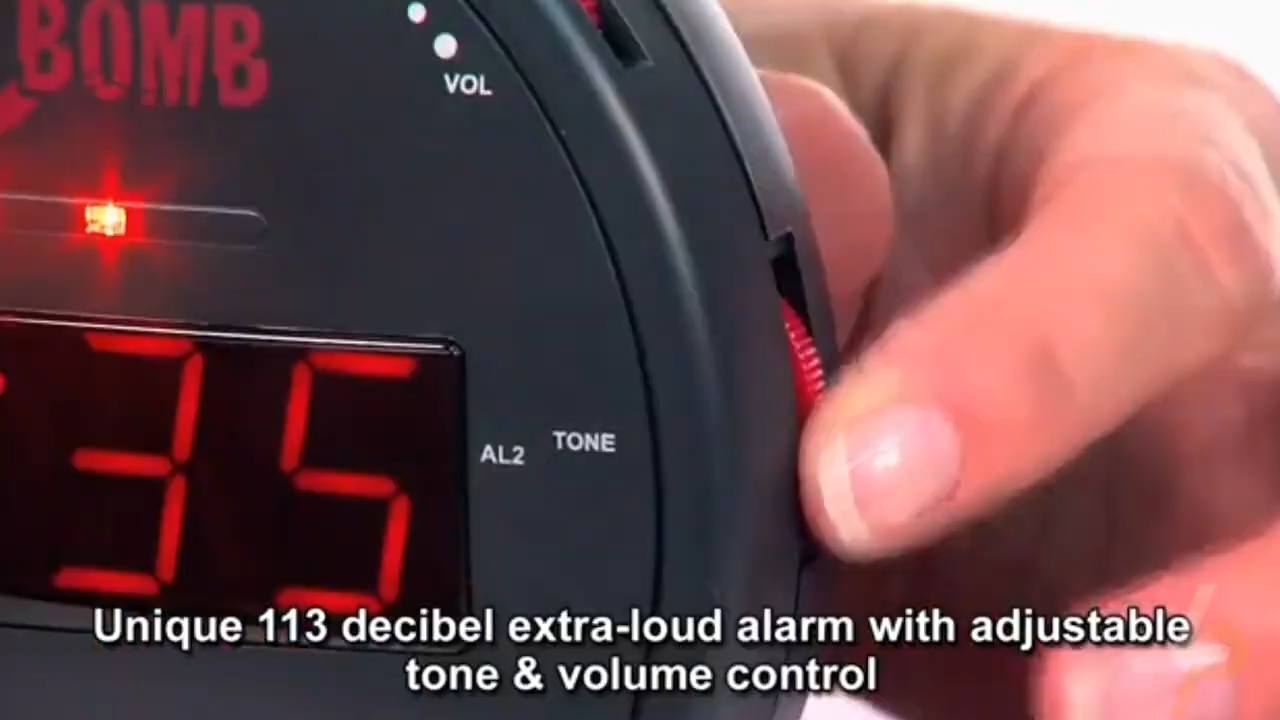 BOMB
VOL
35
AL2 TONE
Unique 113 decibel extra-loud alarm with adjustable
tone & volume control